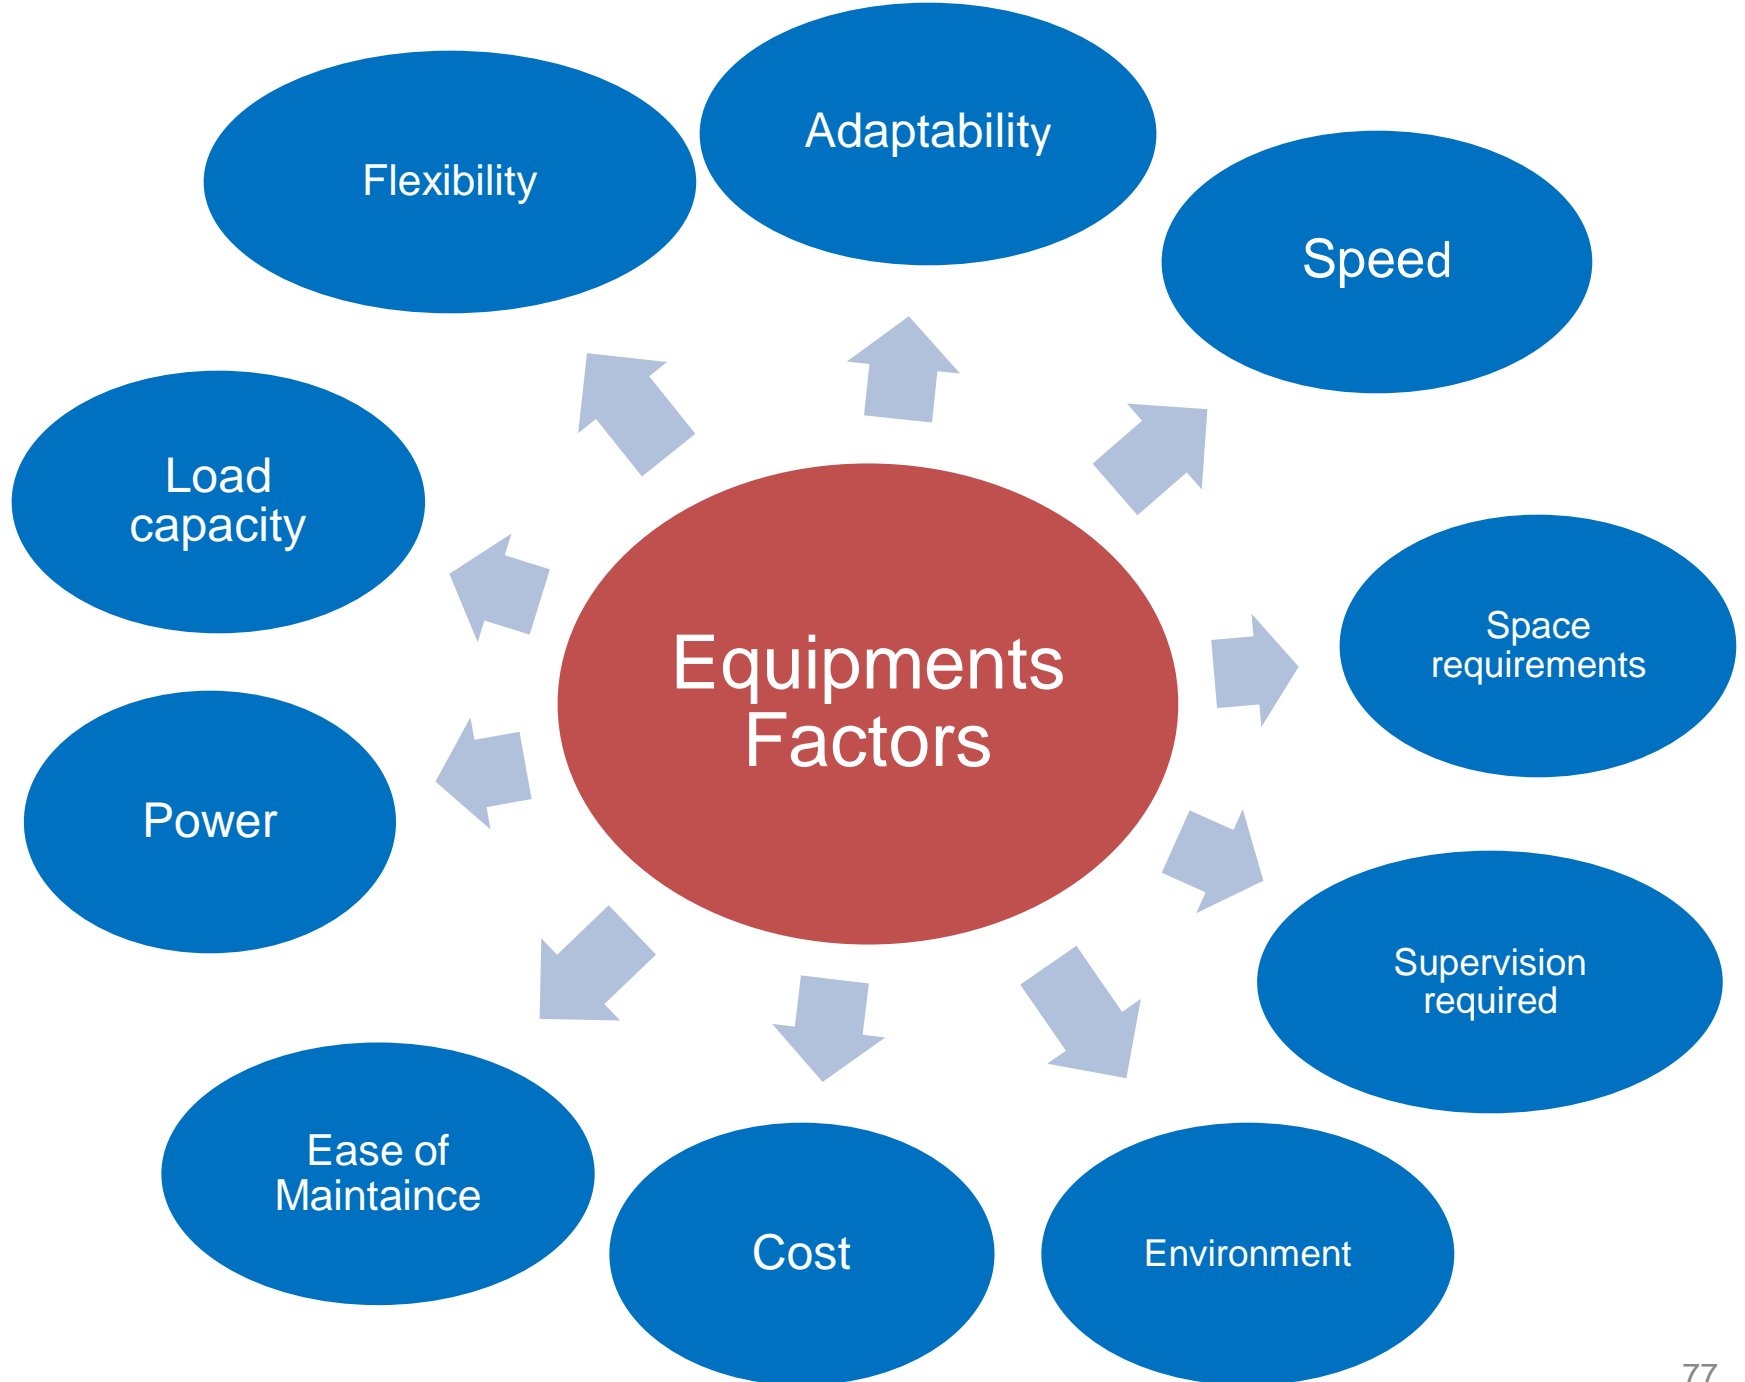 Adaptability
Flexibility
Speed
Load
capacity
Space
requirements
Equipments
Factors
Power
Supervision
required
Ease of
Maintaince
Cost
Environment
77